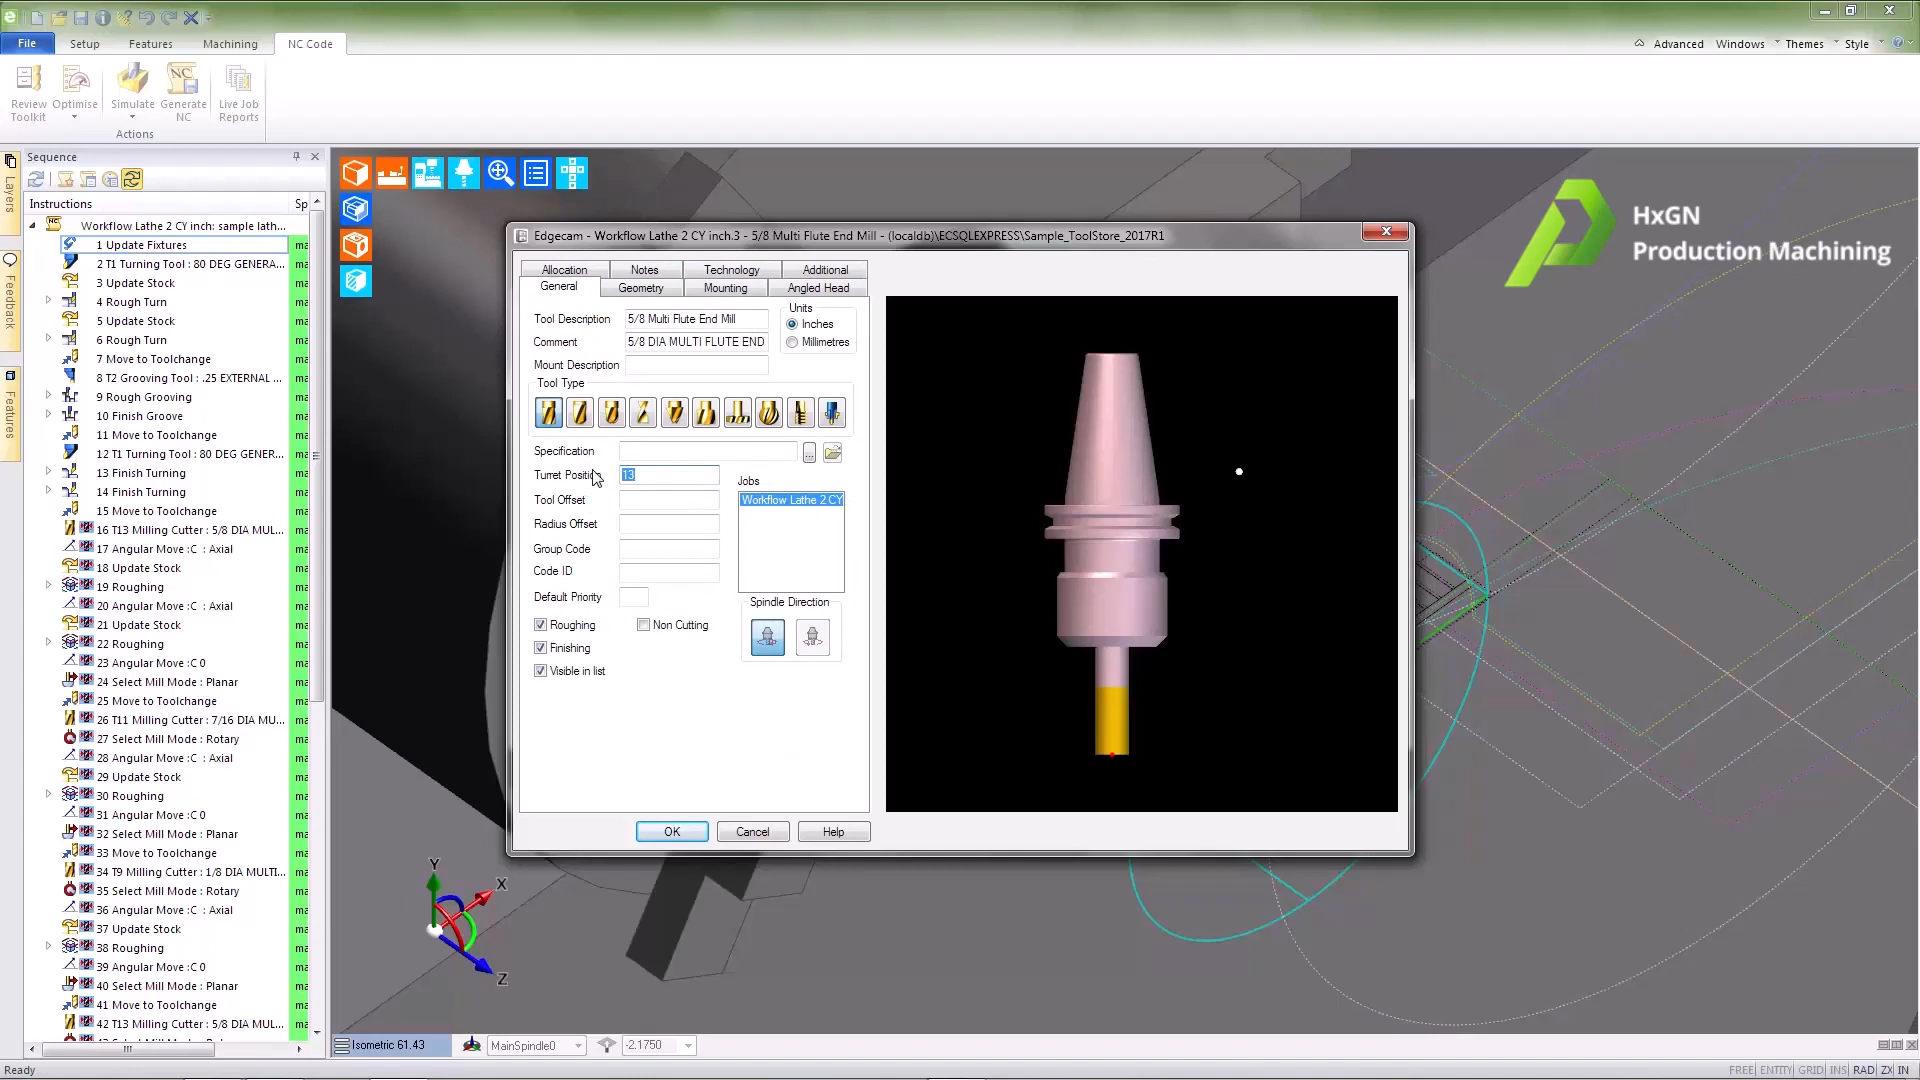 File
Setup
Features
Machining
NC Code
Advanced
Windows
Themes
Style
Review Toolkit
Optimise
Simulate
Generate NC
Live Job Reports
Actions
Layers
Feedback
Features
Sequence
Instructions
Sp
Workflow Lathe 2 CY inch: sample lath...
1 Update Fixtures
2 T1 Turning Tool : 80 DEG GENERA...
3 Update Stock
4 Rough Turn
5 Update Stock
6 Rough Turn
7 Move to Toolchange
8 T2 Grooving Tool : .25 EXTERNAL ...
9 Rough Grooving
10 Finish Groove
11 Move to Toolchange
12 T1 Turning Tool : 80 DEG GENER...
13 Finish Turning
14 Finish Turning
15 Move to Toolchange
16 T13 Milling Cutter : 5/8 DIA MUL...
17 Angular Move :C : Axial
18 Update Stock
19 Roughing
20 Angular Move :C : Axial
21 Update Stock
22 Roughing
23 Angular Move :C 0
24 Select Mill Mode : Planar
25 Move to Toolchange
26 T11 Milling Cutter : 7/16 DIA MU...
27 Select Mill Mode : Rotary
28 Angular Move :C : Axial
29 Update Stock
30 Roughing
31 Angular Move :C 0
32 Select Mill Mode : Planar
33 Move to Toolchange
34 T9 Milling Cutter : 1/8 DIA MULTI...
35 Select Mill Mode : Rotary
36 Angular Move :C : Axial
37 Update Stock
38 Roughing
39 Angular Move :C 0
40 Select Mill Mode : Planar
41 Move to Toolchange
42 T13 Milling Cutter : 5/8 DIA MUL...
HxGN
Production Machining
Edgecam - Workflow Lathe 2 CY inch.3 - 5/8 Multi Flute End Mill - (localdb)\ECSQLEXPRESS\Sample_ToolStore_2017R1
Allocation
Notes
Technology
Additional
General
Geometry
Mounting
Angled Head
Tool Description
5/8 Multi Flute End Mill
Comment
5/8 DIA MULTI FLUTE END
Mount Description
Units
Inches
Millimetres
Tool Type
Specification
...
Turret Position
13
Tool Offset
Radius Offset
Group Code
Code ID
Default Priority
Jobs
Workflow Lathe 2 CY
Spindle Direction
Roughing
Non Cutting
Finishing
Visible in list
OK
Cancel
Help
Y
X
Z
Isometric 61.43
MainSpindle0
-2.1750
Ready
FREE ENTITY GRID INS RAD ZX IN